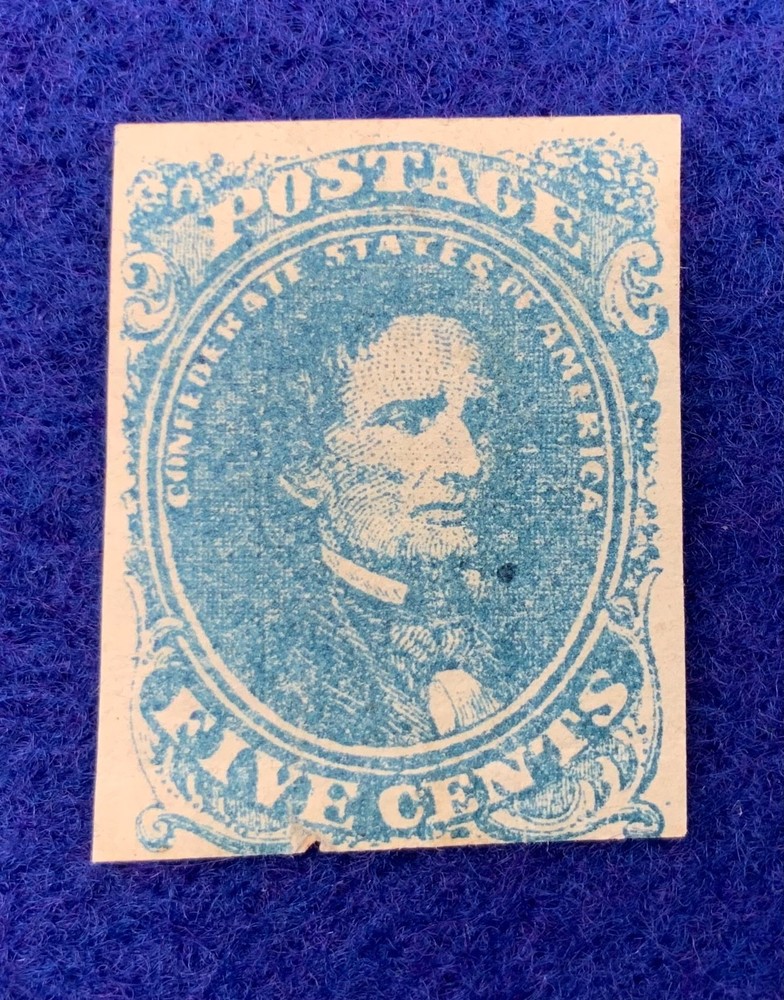 POSTAGE
CONFEDERATE STATES OF AMERICA
FIVE CENTS